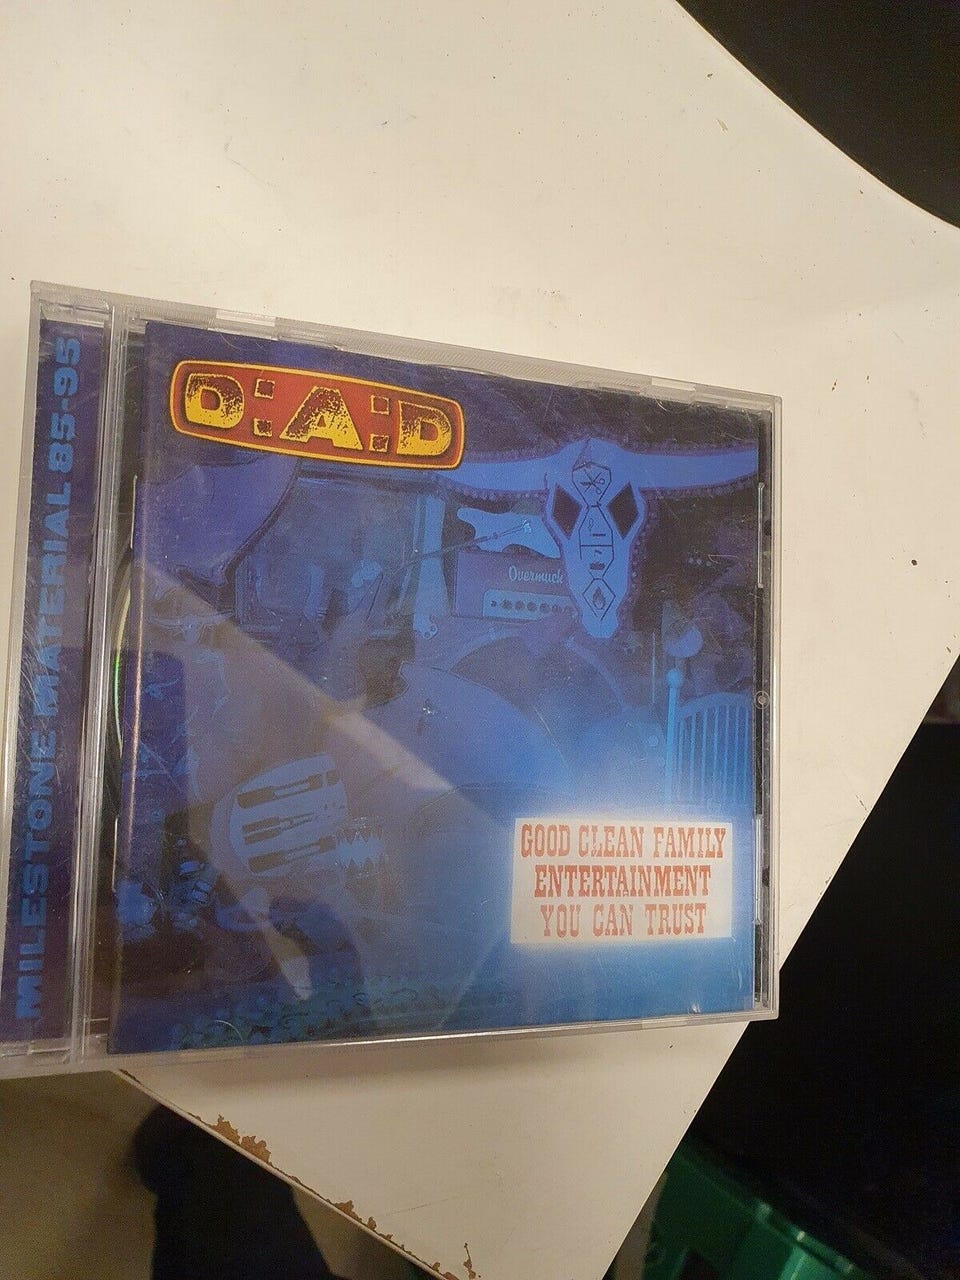 MILESTONE MATERIAL 85-95
D:A:D
Overmuch
GOOD CLEAN FAMILY
ENTERTAINMENT
YOU CAN TRUST